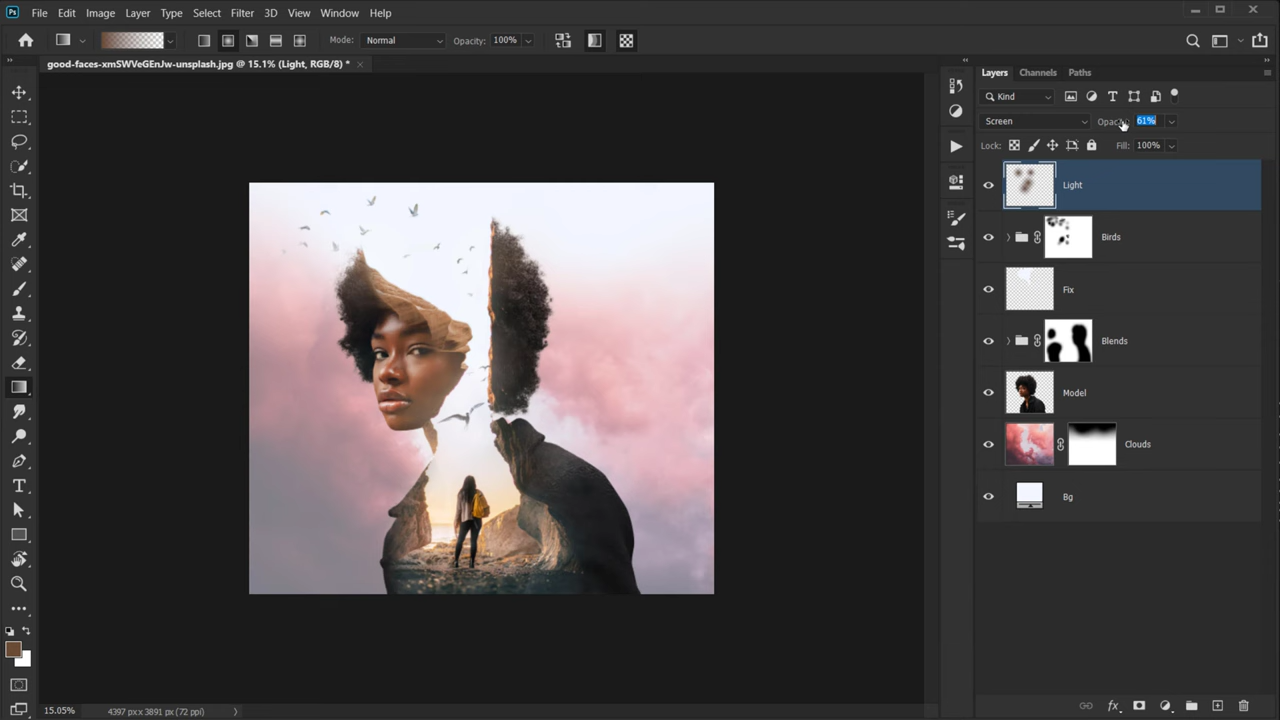 Ps File Edit Image Layer Type Select Filter 3D View Window Help
Mode: Normal Opacity: 100%
good-faces-xmSWVeGEnJw-unsplash.jpg @ 15.1% (Light, RGB/8) *
Layers Channels Paths
Kind
Screen Opacity: 61%
Lock: Fill: 100%
Light
Birds
Fix
Blends
Model
Clouds
Bg
15.05% 4397 px x 3891 px (72 ppi)
fx